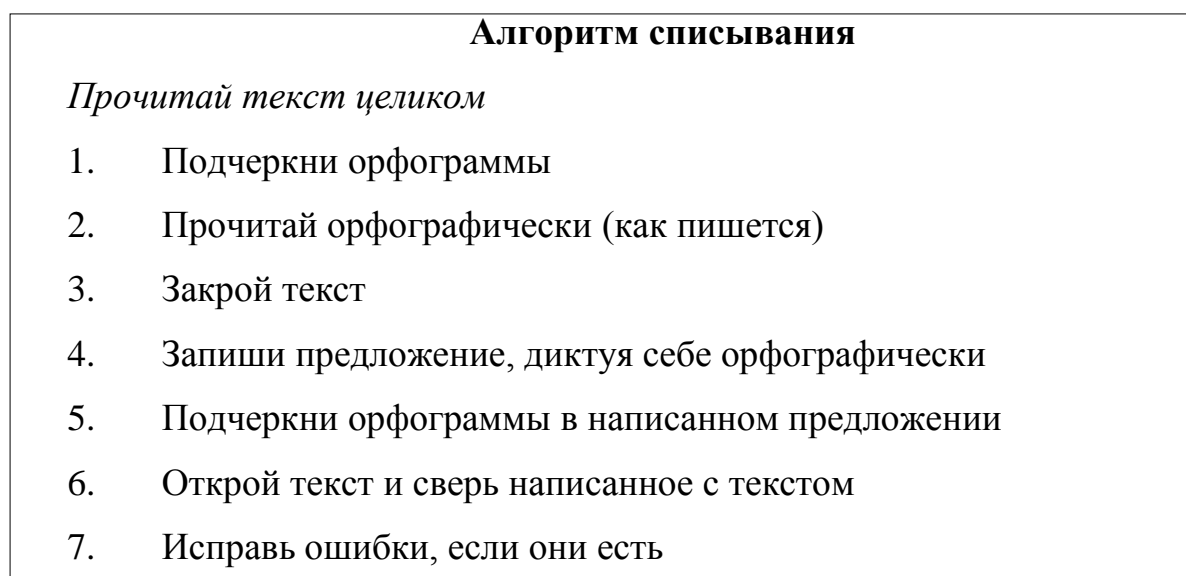 Алгоритм списывания
Прочитай текст целиком
1. Подчеркни орфограммы
2. Прочитай орфографически (как пишется)
3. Закрой текст
4. Запиши предложение, диктуя себе орфографически
5. Подчеркни орфограммы в написанном предложении
6. Открой текст и сверь написанное с текстом
7. Исправь ошибки, если они есть